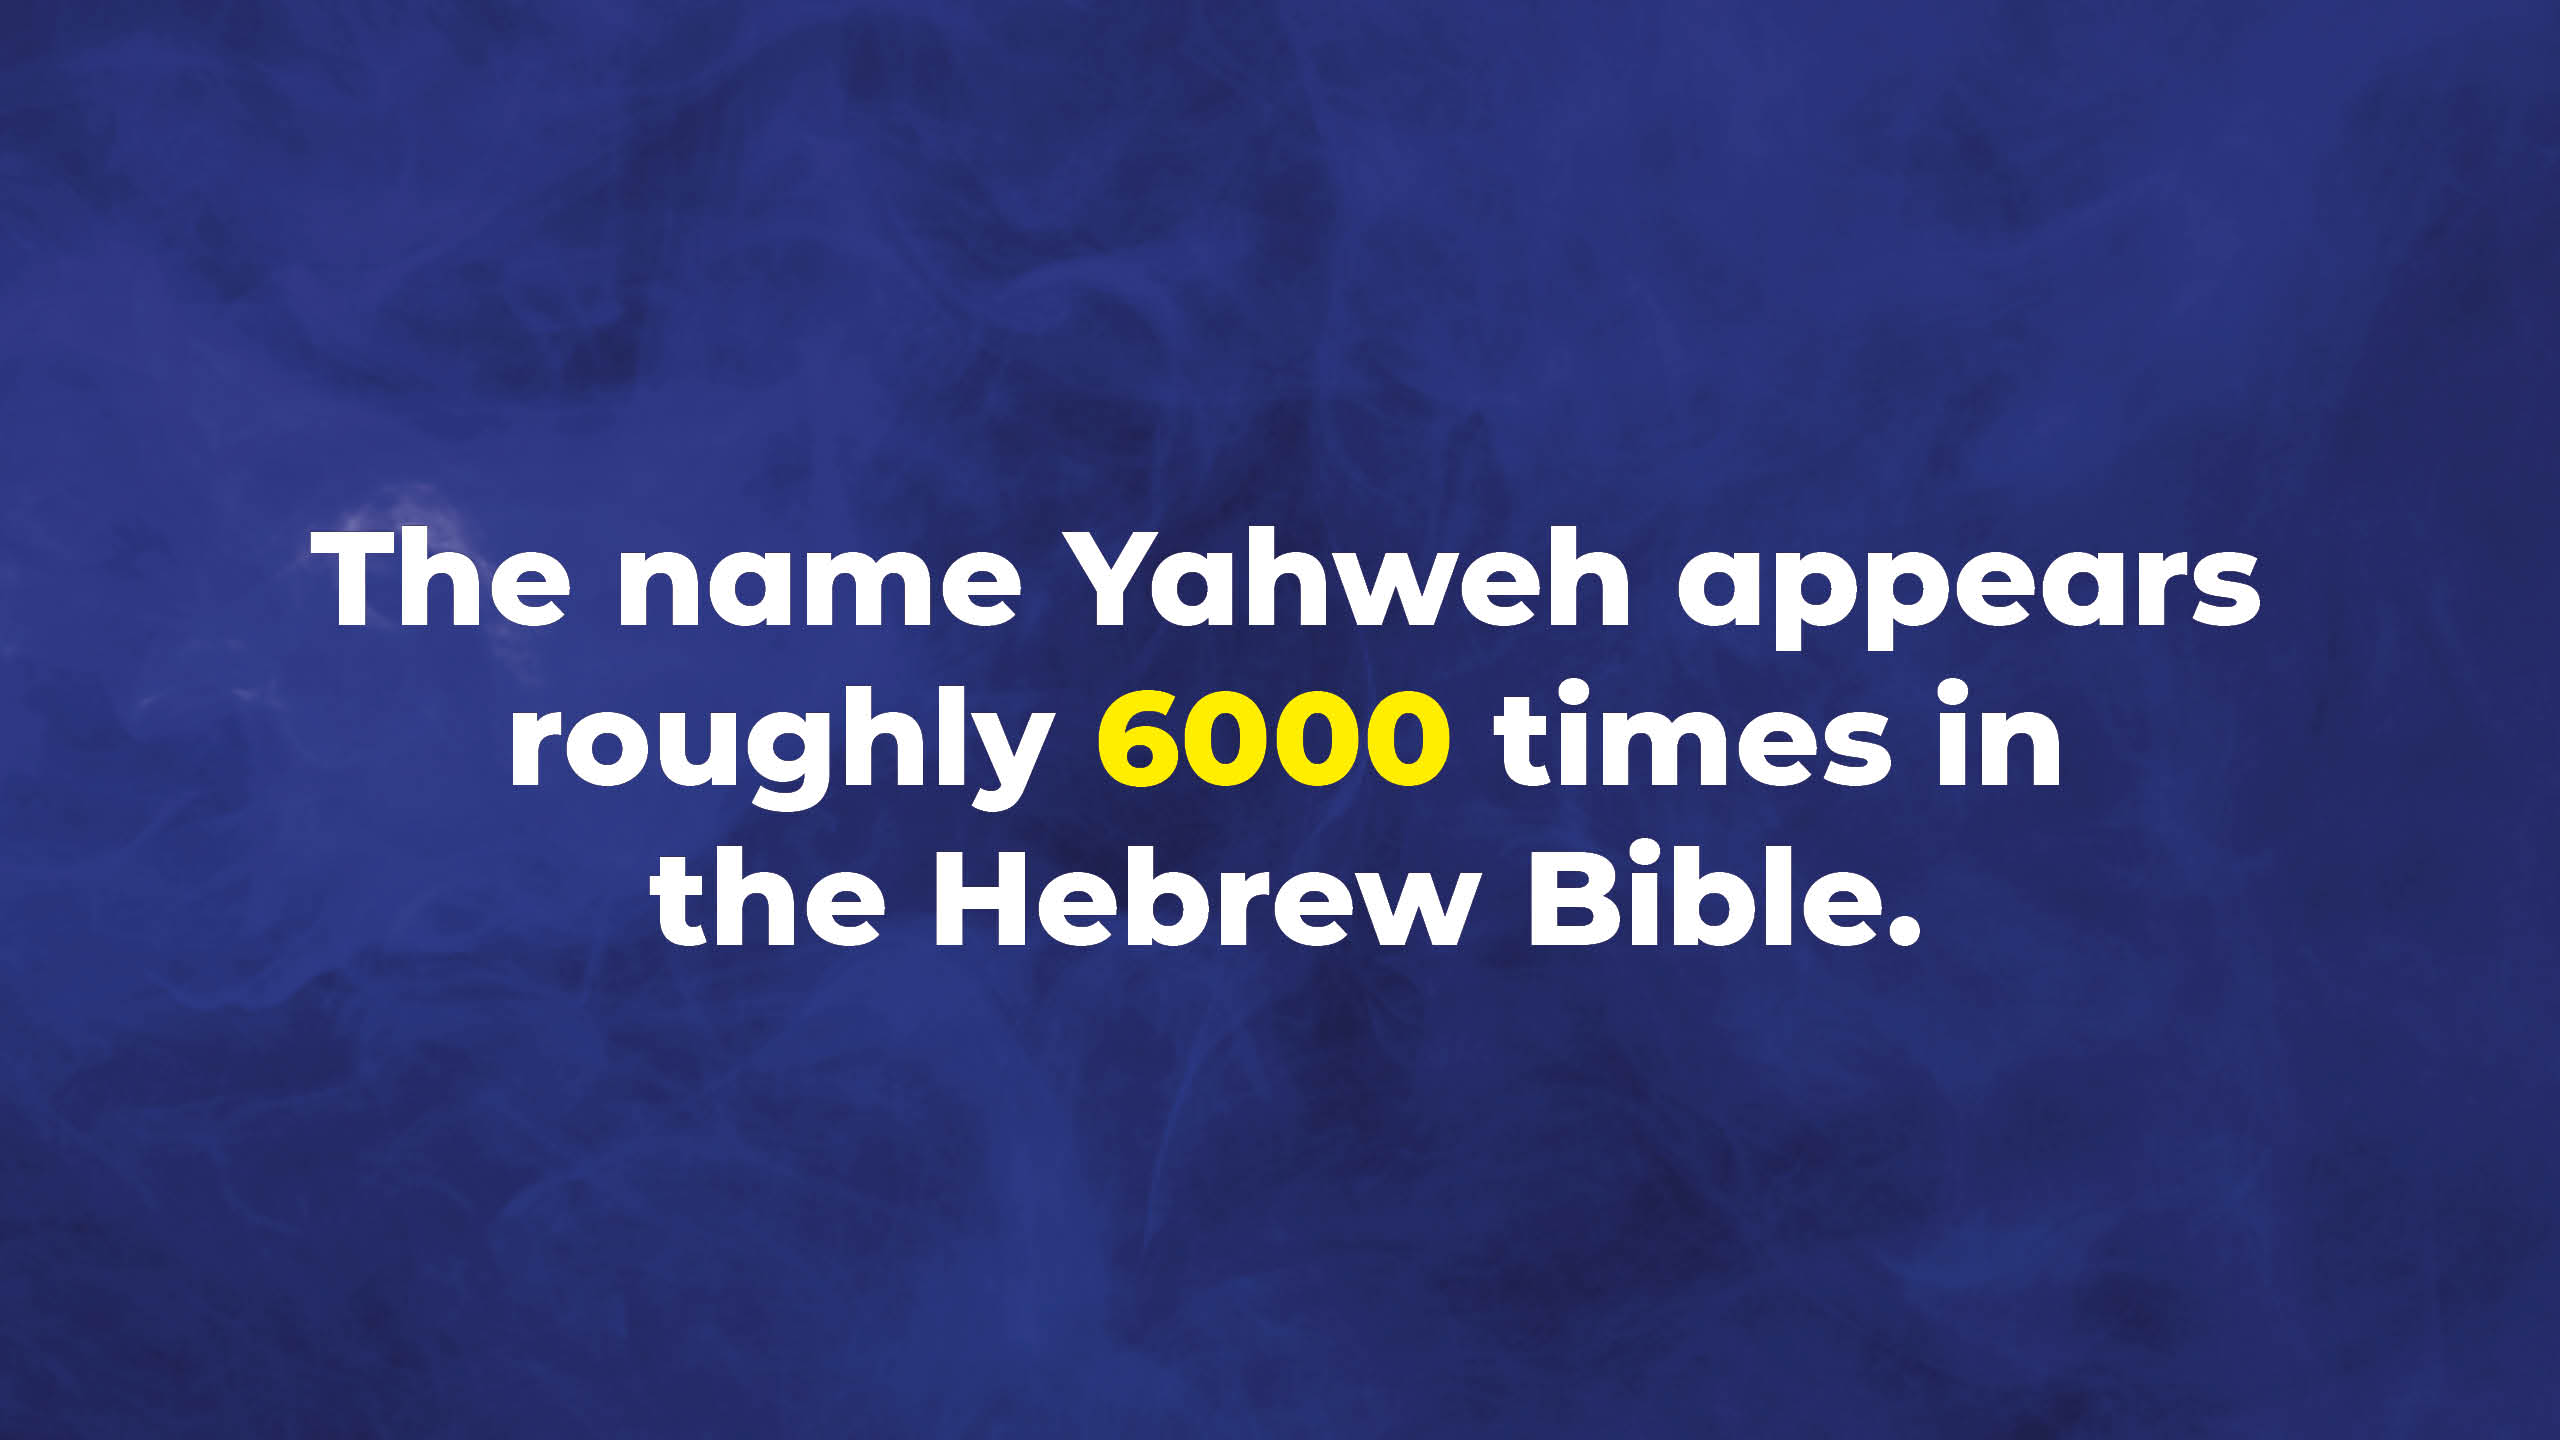 The name Yahweh appears
roughly 6000 times in
the Hebrew Bible.